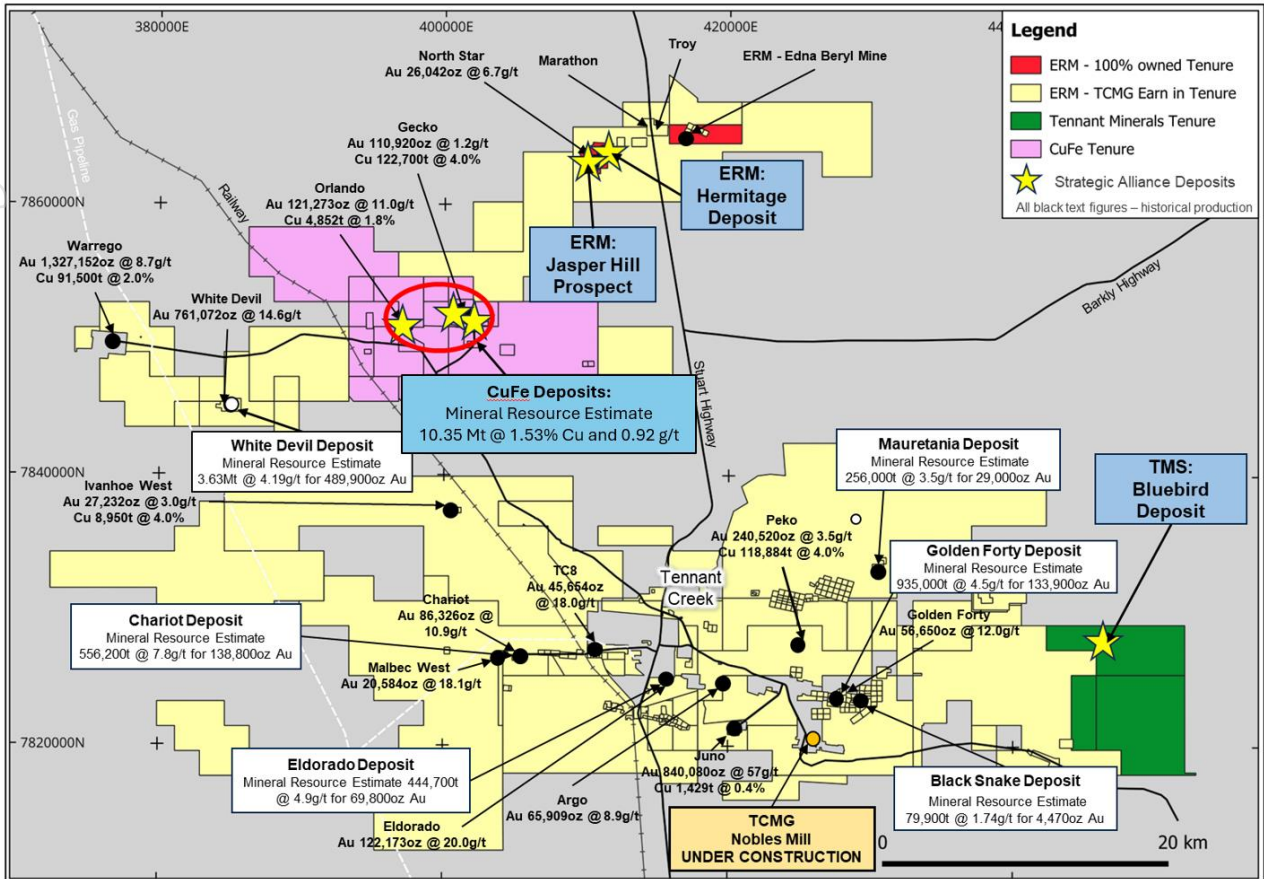 380000E
400000E
420000E
44
Legend
ERM - 100% owned Tenure
ERM - TCMG Earn in Tenure
Tennant Minerals Tenure
CuFe Tenure
Strategic Alliance Deposits
All black text figures – historical production
North Star
Au 26,042oz @ 6.7g/t
Marathon
Troy
ERM - Edna Beryl Mine
Gas Pipeline
Railway
Gecko
Au 110,920oz @ 1.2g/t
Cu 122,700t @ 4.0%
Orlando
Au 121,273oz @ 11.0g/t
Cu 4,852t @ 1.8%
ERM:
Hermitage
Deposit
ERM:
Jasper Hill
Prospect
7860000N
Warrego
Au 1,327,152oz @ 8.7g/t
Cu 91,500t @ 2.0%
White Devil
Au 761,072oz @ 14.6g/t
Barkly Highway
Stuart Highway
CuFe Deposits:
Mineral Resource Estimate
10.35 Mt @ 1.53% Cu and 0.92 g/t
White Devil Deposit
Mineral Resource Estimate
3.63Mt @ 4.19g/t for 489,900oz Au
7840000N
Mauretania Deposit
Mineral Resource Estimate
256,000t @ 3.5g/t for 29,000oz Au
TMS:
Bluebird
Deposit
Ivanhoe West
Au 27,232oz @ 3.0g/t
Cu 8,950t @ 4.0%
Peko
Au 240,520oz @ 3.5g/t
Cu 118,884t @ 4.0%
Golden Forty Deposit
Mineral Resource Estimate
935,000t @ 4.5g/t for 133,900oz Au
Tennant
Creek
TC8
Au 45,654oz
@ 18.0g/t
Chariot
Au 86,326oz @
10.9g/t
Golden Forty
Au 56,650oz @ 12.0g/t
Chariot Deposit
Mineral Resource Estimate
556,200t @ 7.8g/t for 138,800oz Au
Malbec West
Au 20,584oz @ 18.1g/t
7820000N
Eldorado Deposit
Mineral Resource Estimate 444,700t
@ 4.9g/t for 69,800oz Au
Juno
Au 840,080oz @ 57g/t
Cu 1,429t @ 0.4%
Argo
Au 65,909oz @ 8.9g/t
Eldorado
Au 122,173oz @ 20.0g/t
Black Snake Deposit
Mineral Resource Estimate
79,900t @ 1.74g/t for 4,470oz Au
TCMG
Nobles Mill
UNDER CONSTRUCTION
0
20 km